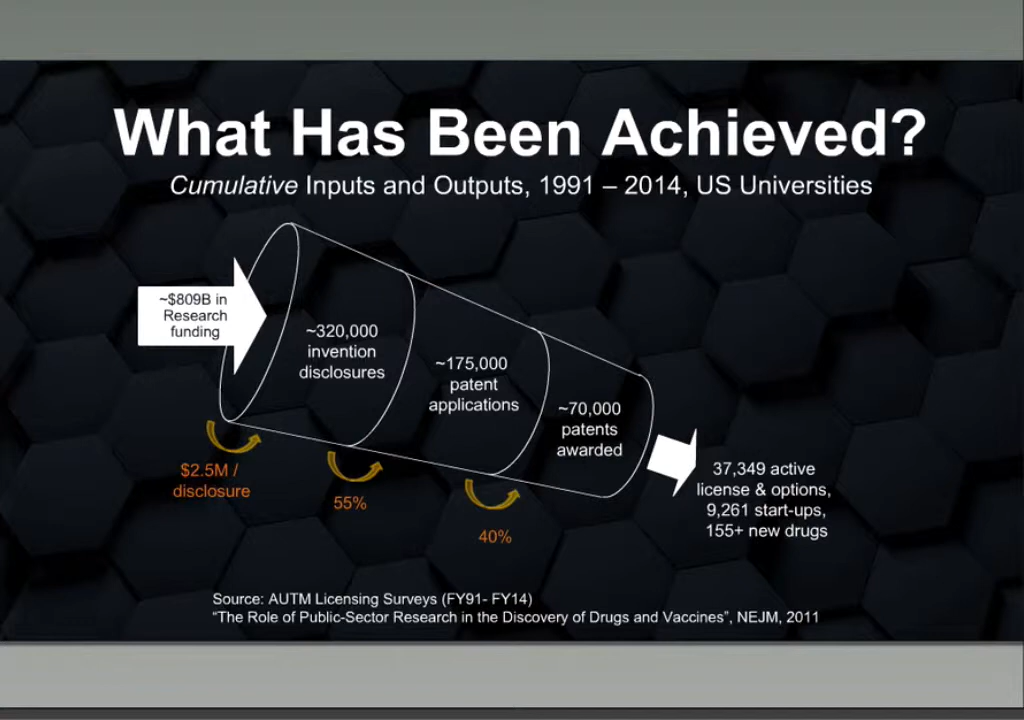 What Has Been Achieved?
Cumulative Inputs and Outputs, 1991 – 2014, US Universities
~$809B in
Research
funding
~320,000
invention
disclosures
~175,000
patent
applications
~70,000
patents
awarded
$2.5M /
disclosure
55%
40%
37,349 active
license & options,
9,261 start-ups,
155+ new drugs
Source: AUTM Licensing Surveys (FY91- FY14)
“The Role of Public-Sector Research in the Discovery of Drugs and Vaccines”, NEJM, 2011